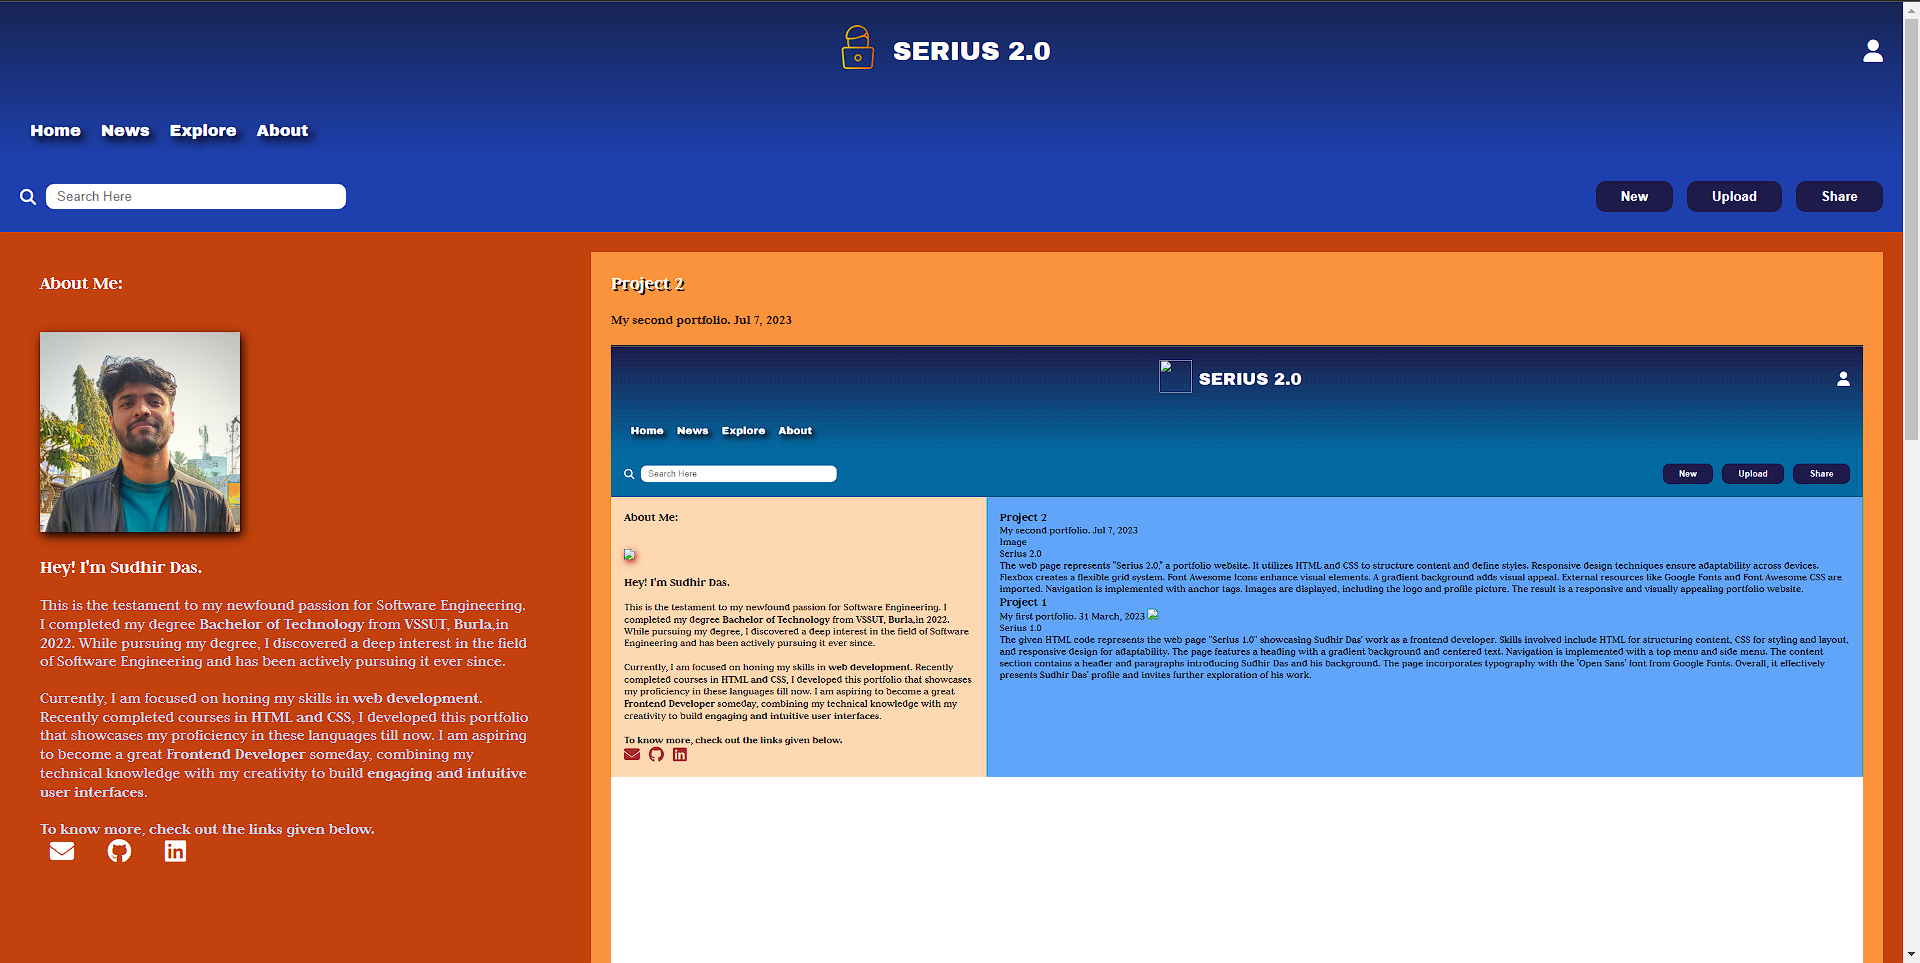 SERIUS 2.0
Home News Explore About
Search Here
New Upload Share
About Me:
Hey! I'm Sudhir Das.
This is the testament to my newfound passion for Software Engineering.
I completed my degree Bachelor of Technology from VSSUT, Burla,in
2022. While pursuing my degree, I discovered a deep interest in the field
of Software Engineering and has been actively pursuing it ever since.
Currently, I am focused on honing my skills in web development.
Recently completed courses in HTML and CSS, I developed this portfolio
that showcases my proficiency in these languages till now. I am aspiring
to become a great Frontend Developer someday, combining my
technical knowledge with my creativity to build engaging and intuitive
user interfaces.
To know more, check out the links given below.
Project 2
My second portfolio. Jul 7, 2023
SERIUS 2.0
Home News Explore About
Search Here
New Upload Share
About Me:
Hey! I'm Sudhir Das.
This is the testament to my newfound passion for Software Engineering. I
completed my degree Bachelor of Technology from VSSUT, Burla,in 2022.
While pursuing my degree, I discovered a deep interest in the field of Software
Engineering and has been actively pursuing it ever since.
Currently, I am focused on honing my skills in web development. Recently
completed courses in HTML and CSS, I developed this portfolio that showcases
my proficiency in these languages till now. I am aspiring to become a great
Frontend Developer someday, combining my technical knowledge with my
creativity to build engaging and intuitive user interfaces.
To know more, check out the links given below.
Project 2
My second portfolio. Jul 7, 2023
Image
Serius 2.0
The web page represents "Serius 2.0," a portfolio website. It utilizes HTML and CSS to structure content and define styles. Responsive design techniques ensure adaptability across devices.
Flexbox creates a flexible grid system. Font Awesome Icons enhance visual elements. A gradient background adds visual appeal. External resources like Google Fonts and Font Awesome CSS are
imported. Navigation is implemented with anchor tags. Images are displayed, including the logo and profile picture. The result is a responsive and visually appealing portfolio website.
Project 1
My first portfolio. 31 March, 2023
Serius 1.0
The given HTML code represents the web page "Serius 1.0" showcasing Sudhir Das' work as a frontend developer. Skills involved include HTML for structuring content, CSS for styling and layout,
and responsive design for adaptability. The page features a heading with a gradient background and centered text. Navigation is implemented with a top menu and side menu. The content
section contains a header and paragraphs introducing Sudhir Das and his background. The page incorporates typography with the 'Open Sans' font from Google Fonts. Overall, it effectively
presents Sudhir Das' profile and invites further exploration of his work.